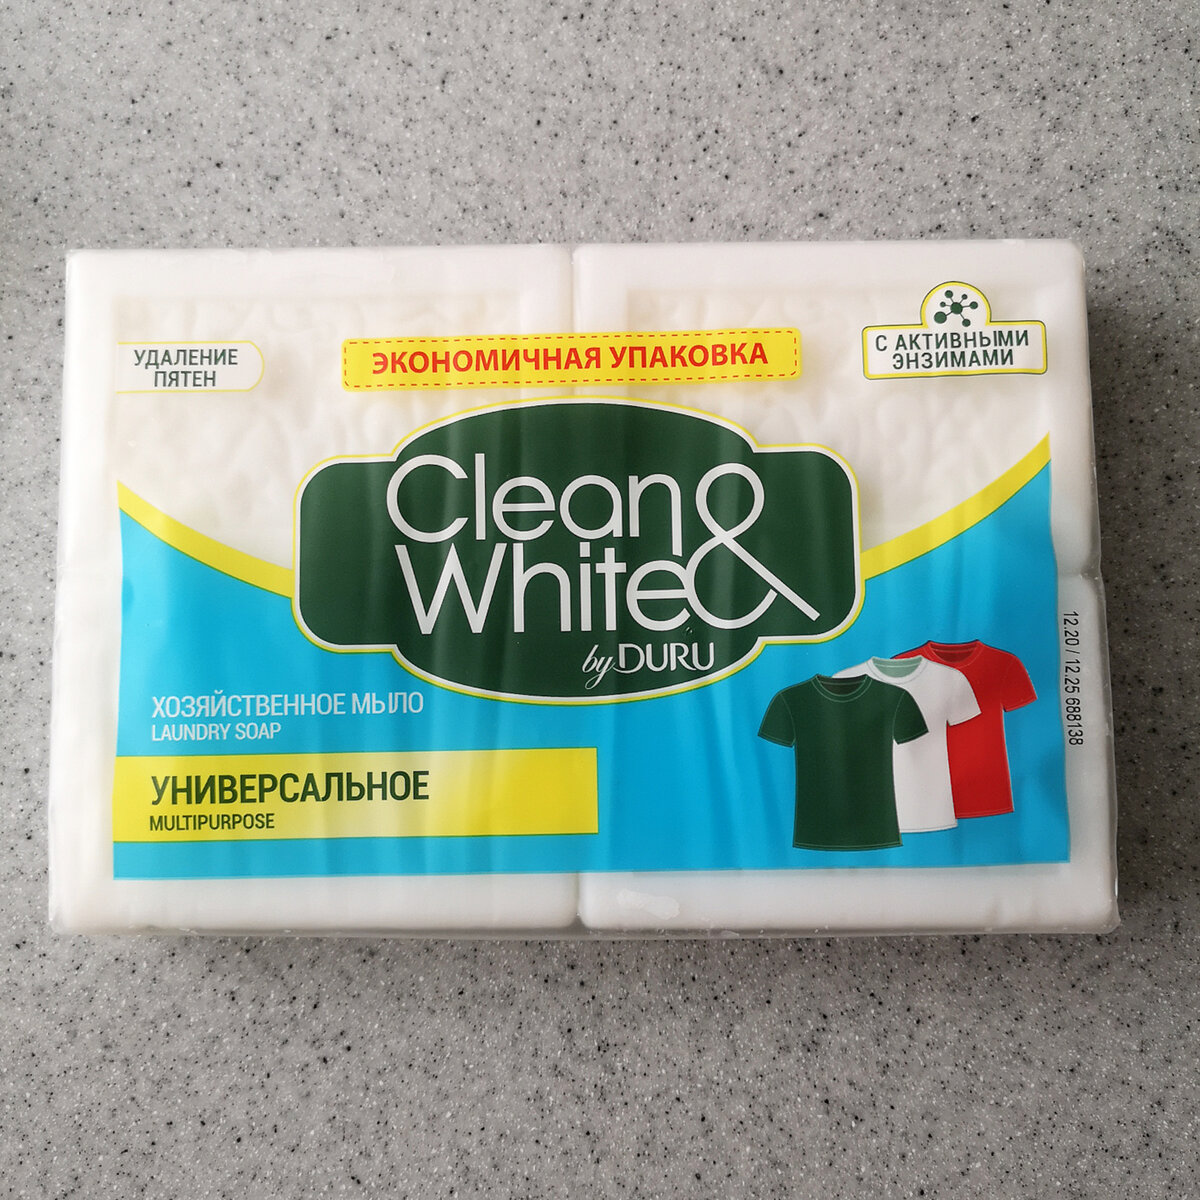 УДАЛЕНИЕ
ПЯТЕН
ЭКОНОМИЧНАЯ УПАКОВКА
С АКТИВНЫМИ
ЭНЗИМАМИ
Clean &
White
by DURU
ХОЗЯЙСТВЕННОЕ МЫЛО
LAUNDRY SOAP
УНИВЕРСАЛЬНОЕ
MULTIPURPOSE
12.20 / 12.25 688138